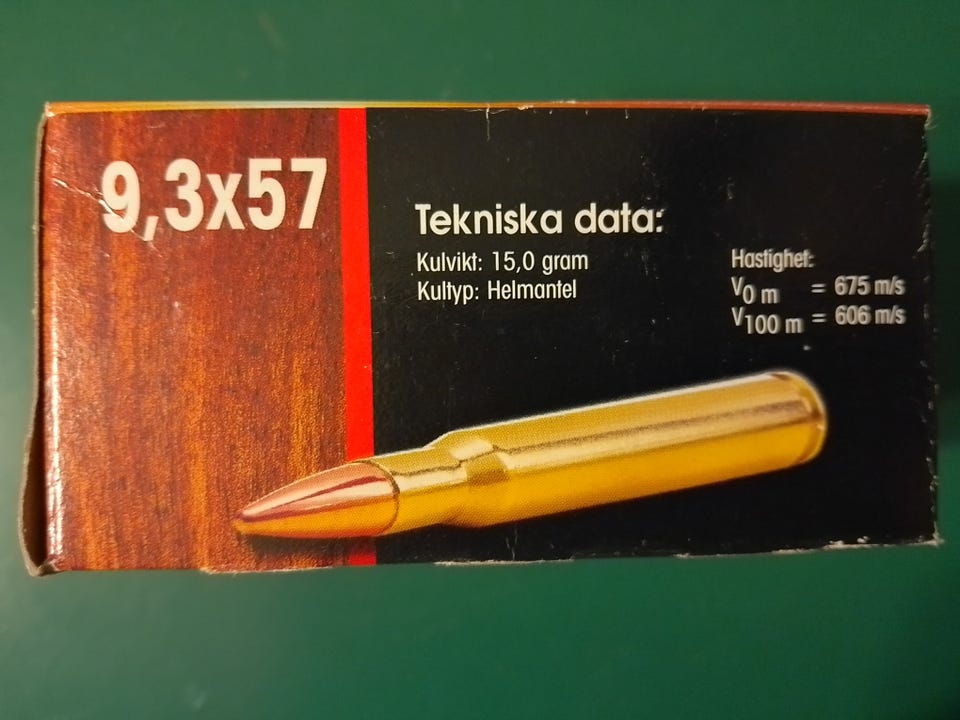 9,3x57
Tekniska data:
Kulvikt: 15,0 gram
Kultyp: Helmantel
Hastighet:
V0 m = 675 m/s
V100 m = 606 m/s